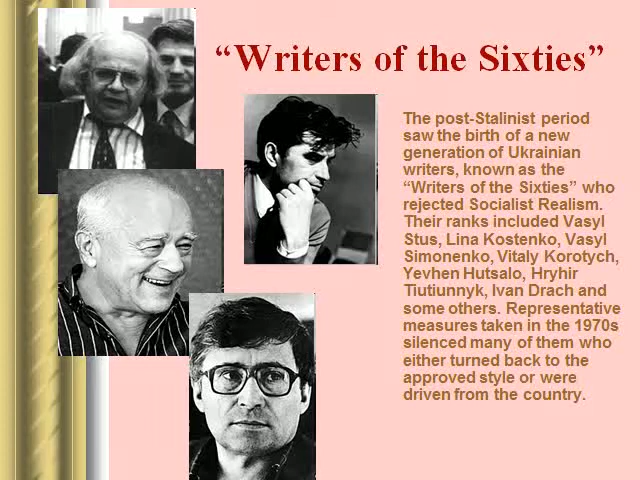 “Writers of the Sixties”
The post-Stalinist period
saw the birth of a new
generation of Ukrainian
writers, known as the
“Writers of the Sixties” who
rejected Socialist Realism.
Their ranks included Vasyl
Stus, Lina Kostenko, Vasyl
Simonenko, Vitaly Korotych,
Yevhen Hutsalo, Hryhir
Tiutiunnyk, Ivan Drach and
some others. Representative
measures taken in the 1970s
silenced many of them who
either turned back to the
approved style or were
driven from the country.